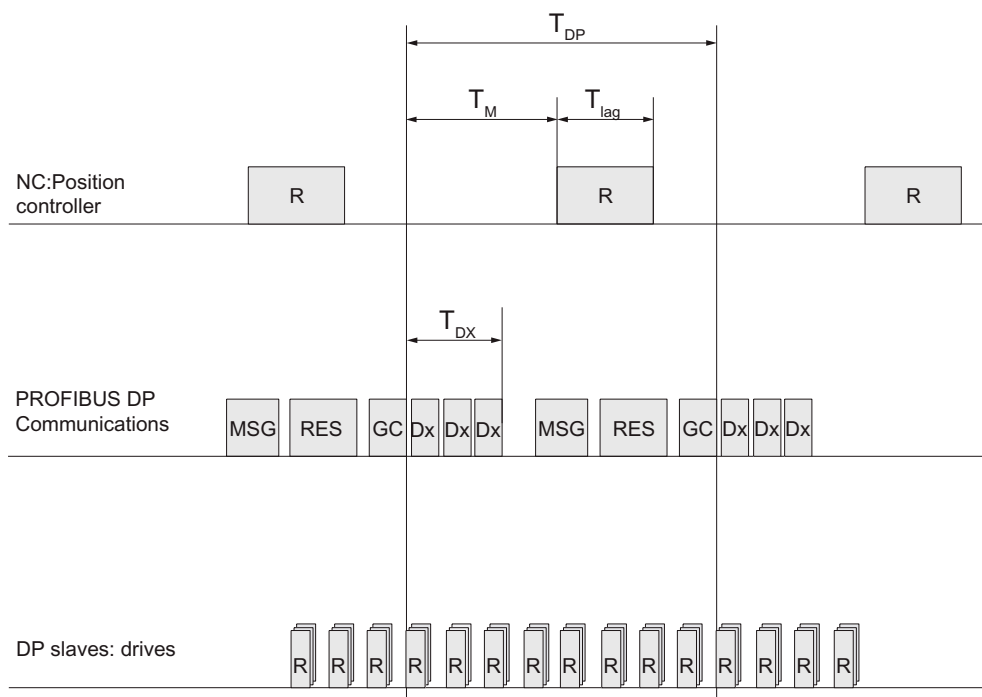 T_DP
T_M T_lag
NC:Position
controller
R R R
T_DX
PROFIBUS DP
Communications
MSG RES GC Dx Dx Dx MSG RES GC Dx Dx Dx
DP slaves: drives
R R R R R R R R R R R R R R R